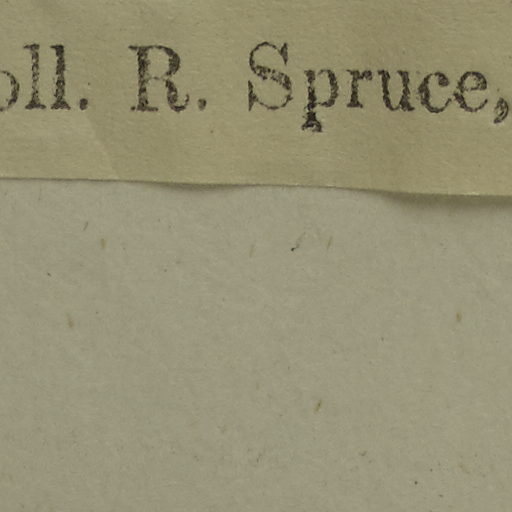 oll. R. Spruce,